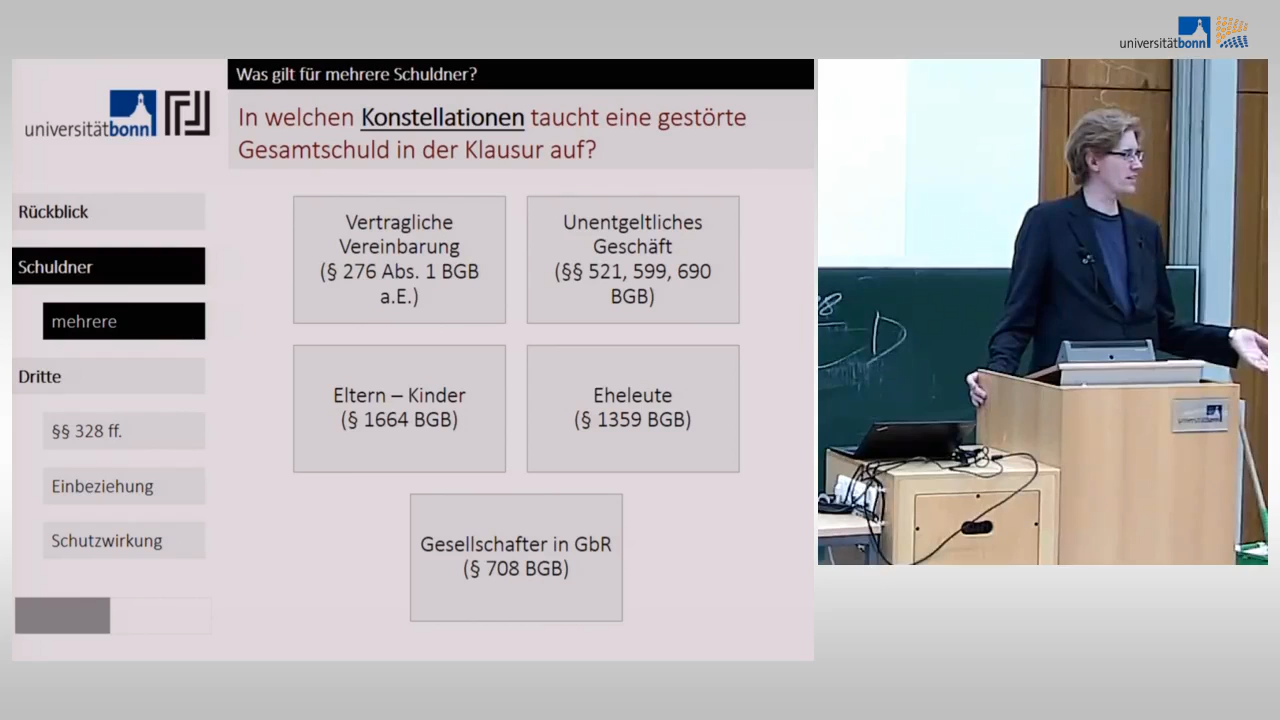 universitätbonn
Was gilt für mehrere Schuldner?
In welchen Konstellationen taucht eine gestörte
Gesamtschuld in der Klausur auf?
universitätbonn
Rückblick
Schuldner
mehrere
Dritte
§§ 328 ff.
Einbeziehung
Schutzwirkung
Vertragliche
Vereinbarung
(§ 276 Abs. 1 BGB
a.E.)
Unentgeltliches
Geschäft
(§§ 521, 599, 690
BGB)
Eltern – Kinder
(§ 1664 BGB)
Eheleute
(§ 1359 BGB)
Gesellschafter in GbR
(§ 708 BGB)